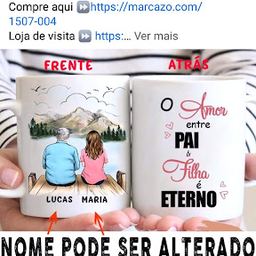 Compre aqui ⏩https://marcazo.com/
1507-004
Loja de visita ⏩ https:... Ver mais
FRENTE
ATRÁS
LUCAS MARIA
O Amor
entre
PAI
&
Filha
é
ETERNO
NOME PODE SER ALTERADO